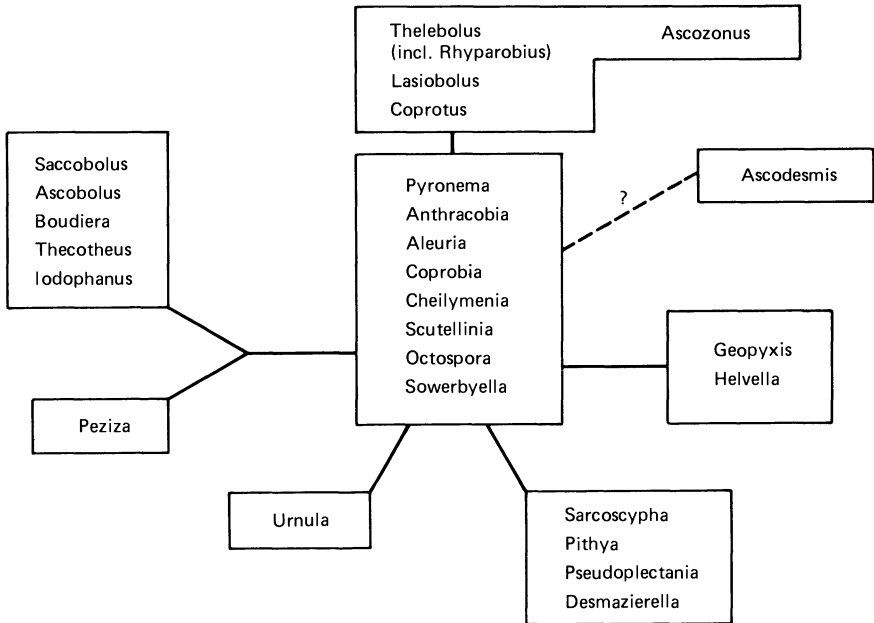 Thelebolus
(incl. Rhyparobius)
Lasiobolus
Coprotus
Ascozonus
Saccobolus
Ascobolus
Boudiera
Thecotheus
Iodophanus
Pyronema
Anthracobia
Aleuria
Coprobia
Cheilymenia
Scutellinia
Octospora
Sowerbyella
?
Ascodesmis
Geopyxis
Helvella
Peziza
Urnula
Sarcoscypha
Pithya
Pseudoplectania
Desmazierella